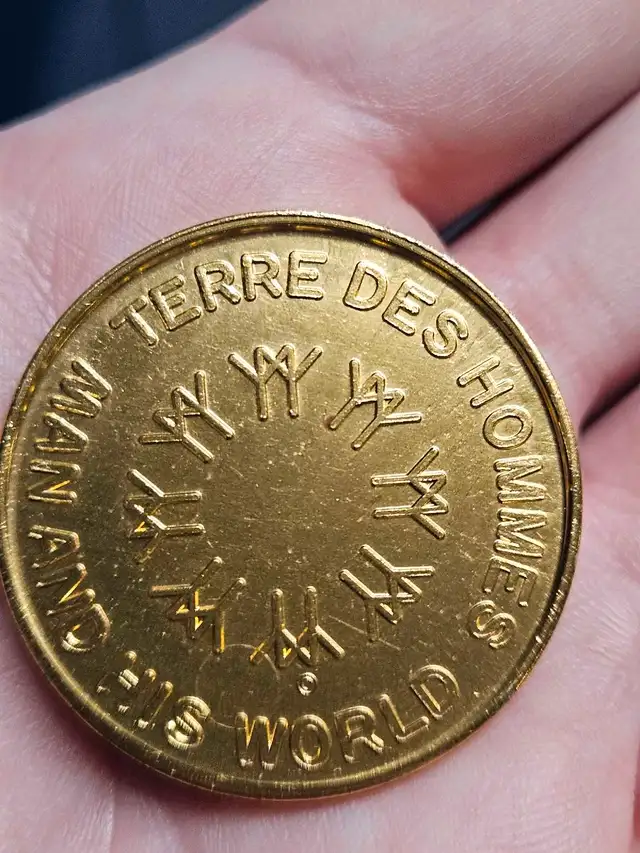 TERRE DES HOMMES
MAN AND HIS WORLD
©